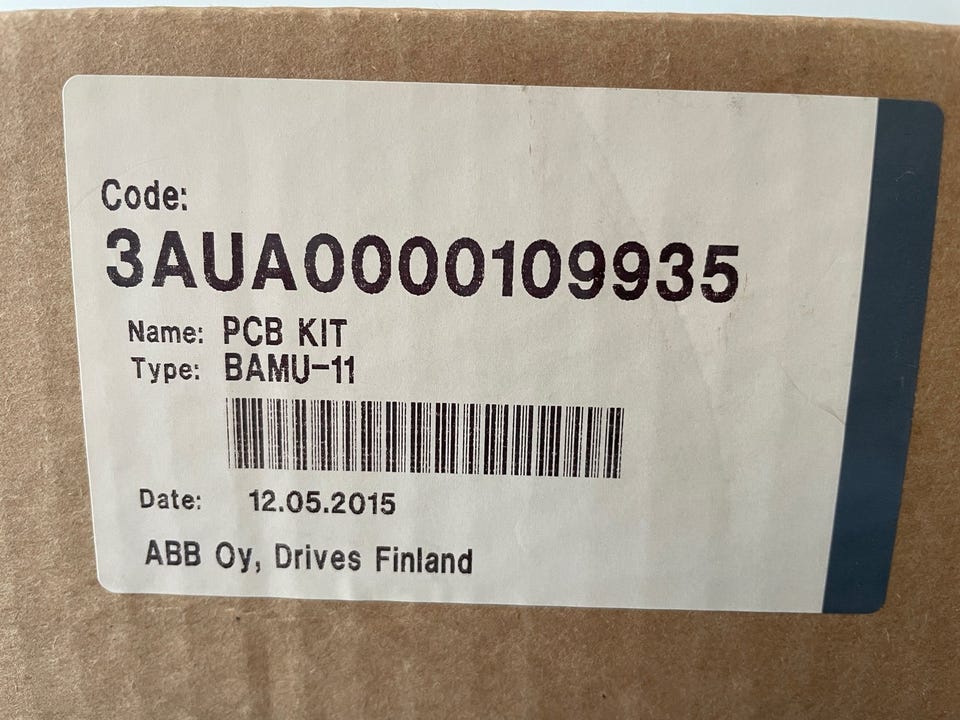 Code:
3AUA0000109935
Name: PCB KIT
Type: BAMU-11
Date: 12.05.2015
ABB Oy, Drives Finland